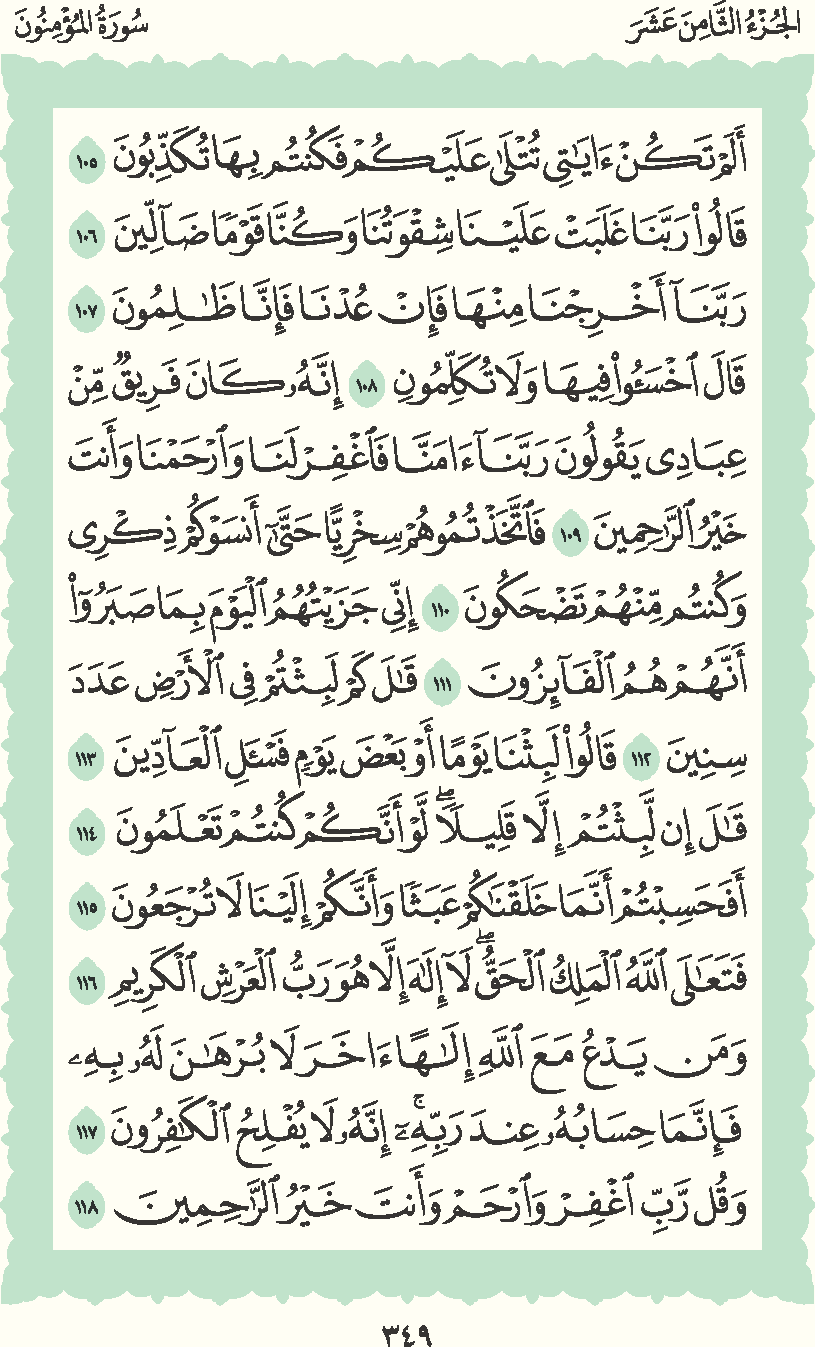 الجُزْءُ الثَّامِنَ عَشَرَ
سُورَةُ المُؤْمِنُونَ
أَلَمْ تَكُنْ ءَايَٰتِى تُتْلَىٰ عَلَيْكُمْ فَكُنتُم بِهَا تُكَذِّبُونَ ١٠٥
قَالُوا۟ رَبَّنَا غَلَبَتْ عَلَيْنَا شِقْوَتُنَا وَكُنَّا قَوْمًا ضَآلِّينَ ١٠٦
رَبَّنَآ أَخْرِجْنَا مِنْهَا فَإِنْ عُدْنَا فَإِنَّا ظَٰلِمُونَ ١٠٧
قَالَ ٱخْسَـُٔوا۟ فِيهَا وَلَا تُكَلِّمُونِ ١٠٨ إِنَّهُۥ كَانَ فَرِيقٌ مِّنْ
عِبَادِى يَقُولُونَ رَبَّنَآ ءَامَنَّا فَٱغْفِرْ لَنَا وَٱرْحَمْنَا وَأَنتَ
خَيْرُ ٱلرَّٰحِمِينَ ١٠٩ فَٱتَّخَذْتُمُوهُمْ سِخْرِيًّا حَتَّىٰٓ أَنسَوْكُمْ ذِكْرِى
وَكُنتُم مِّنْهُمْ تَضْحَكُونَ ١١٠ إِنِّى جَزَيْتُهُمُ ٱلْيَوْمَ بِمَا صَبَرُوٓا۟
أَنَّهُمْ هُمُ ٱلْفَآئِزُونَ ١١١ قَٰلَ كَمْ لَبِثْتُمْ فِى ٱلْأَرْضِ عَدَدَ
سِنِينَ ١١٢ قَالُوا۟ لَبِثْنَا يَوْمًا أَوْ بَعْضَ يَوْمٍ فَسْـَٔلِ ٱلْعَآدِّينَ ١١٣
قَٰلَ إِن لَّبِثْتُمْ إِلَّا قَلِيلًا ۖ لَّوْ أَنَّكُمْ كُنتُمْ تَعْلَمُونَ ١١٤
أَفَحَسِبْتُمْ أَنَّمَا خَلَقْنَٰكُمْ عَبَثًا وَأَنَّكُمْ إِلَيْنَا لَا تُرْجَعُونَ ١١٥
فَتَعَٰلَى ٱللَّهُ ٱلْمَلِكُ ٱلْحَقُّ ۖ لَآ إِلَٰهَ إِلَّا هُوَ رَبُّ ٱلْعَرْشِ ٱلْكَرِيمِ ١١٦
وَمَن يَدْعُ مَعَ ٱللَّهِ إِلَٰهًا ءَاخَرَ لَا بُرْهَٰنَ لَهُۥ بِهِۦ
فَإِنَّمَا حِسَابُهُۥ عِندَ رَبِّهِۦٓ ۚ إِنَّهُۥ لَا يُفْلِحُ ٱلْكَٰفِرُونَ ١١٧
وَقُل رَّبِّ ٱغْفِرْ وَٱرْحَمْ وَأَنتَ خَيْرُ ٱلرَّٰحِمِينَ ١١٨
٣٤٩